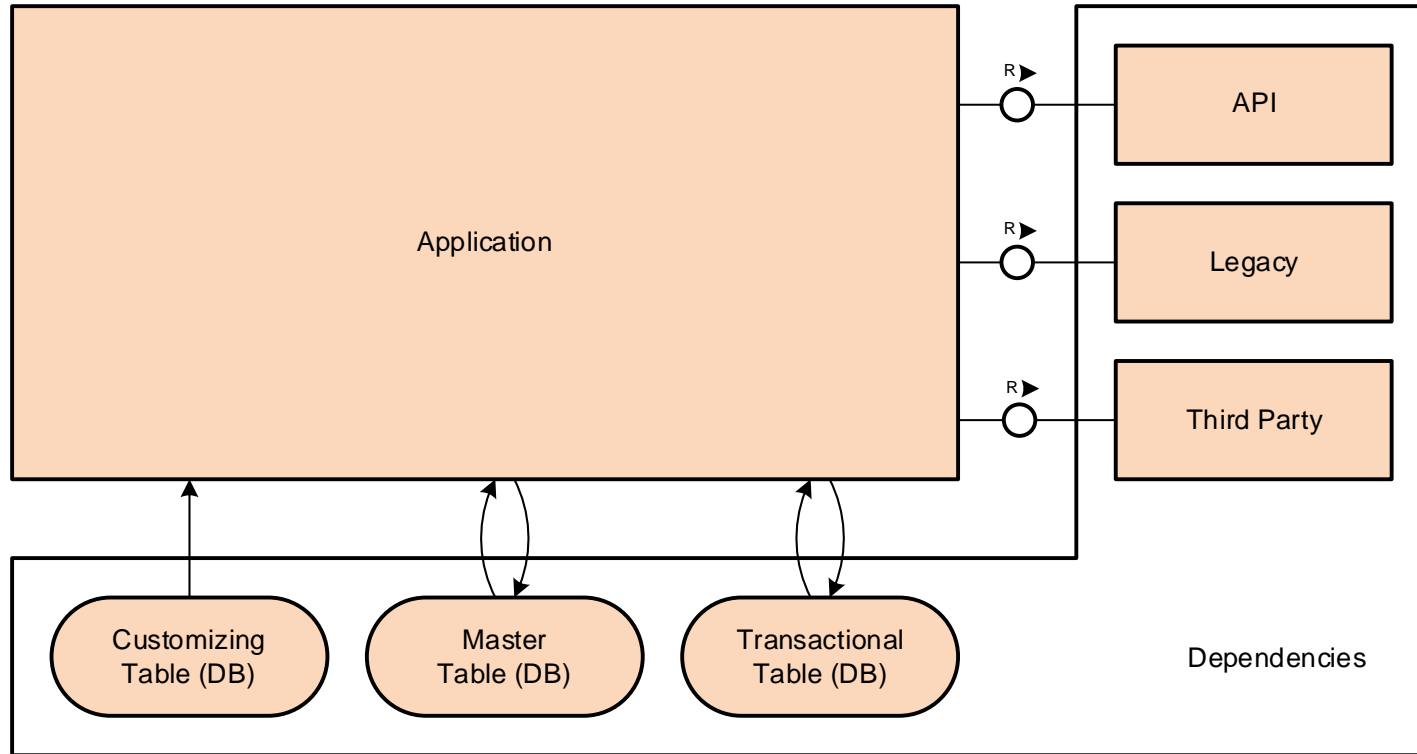 R
API
Application
R
Legacy
R
Third Party
Customizing
Table (DB)
Master
Table (DB)
Transactional
Table (DB)
Dependencies